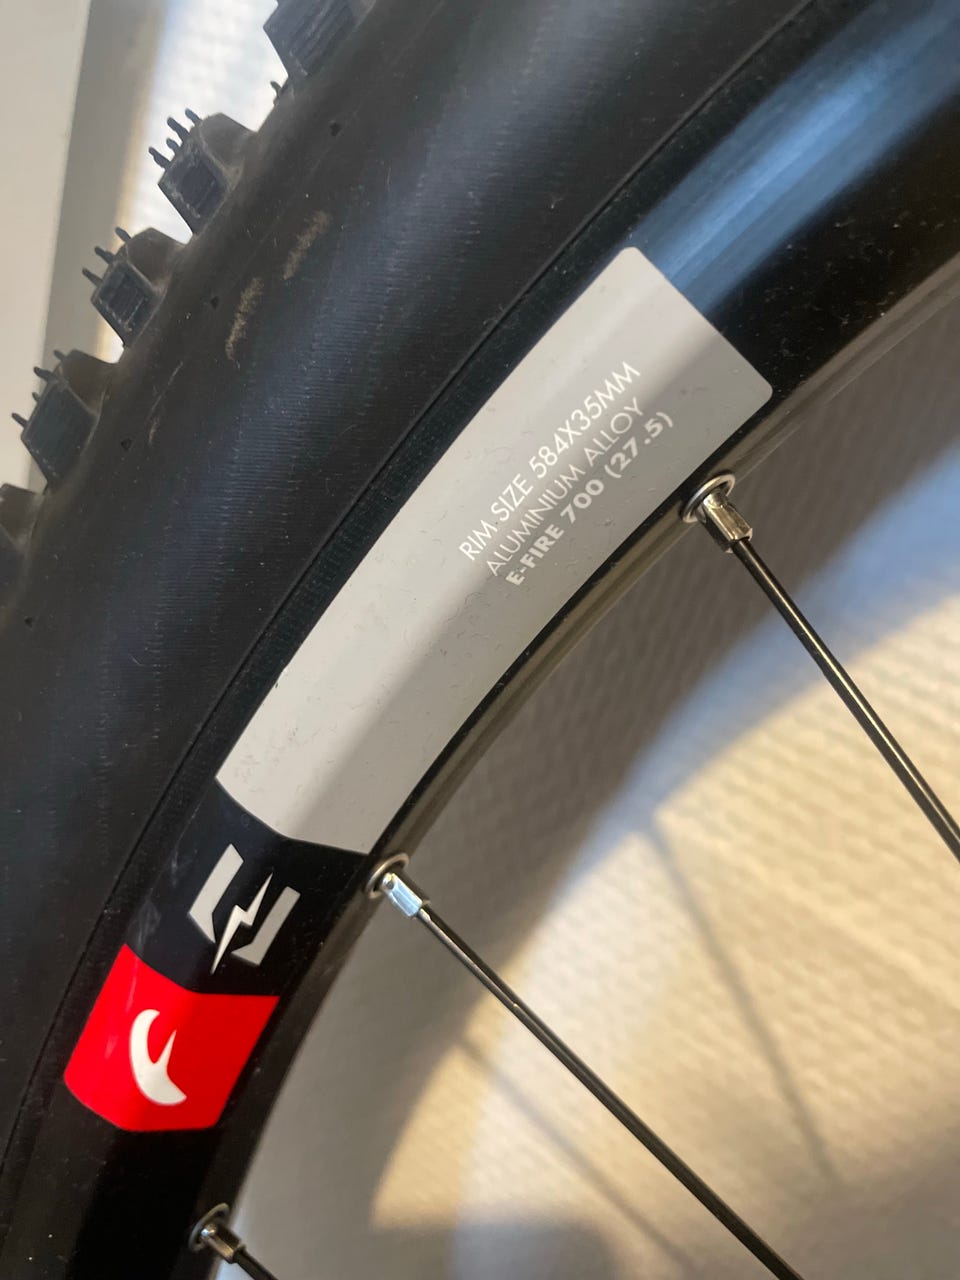 RIM SIZE 584X35MM
ALUMINIUM ALLOY
E-FIRE 700 (27.5)